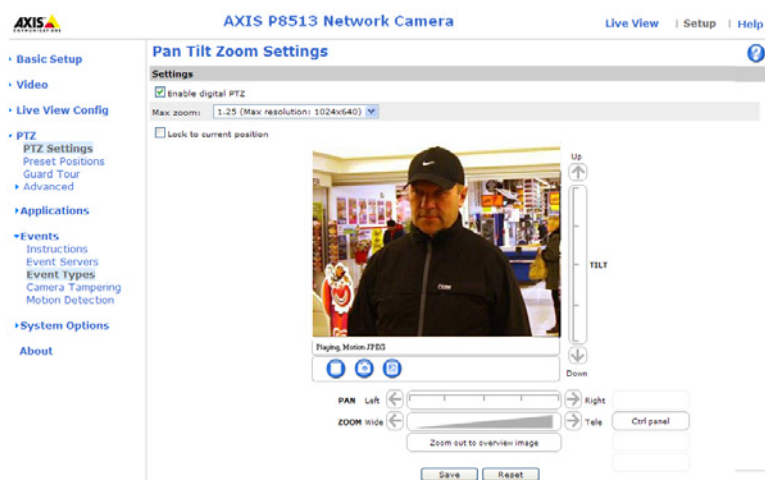 AXIS
COMMUNICATIONS
AXIS P8513 Network Camera
Live View | Setup | Help
Basic Setup
Video
Live View Config
PTZ
PTZ Settings
Preset Positions
Guard Tour
Advanced
Applications
Events
Instructions
Event Servers
Event Types
Camera Tampering
Motion Detection
System Options
About
Pan Tilt Zoom Settings
?
Settings
Enable digital PTZ
Max zoom: 1.25 (Max resolution: 1024x640)
Lock to current position
Up
TILT
Down
Playing, Motion JPEG
PAN Left Right
ZOOM Wide Tele Ctrl panel
Zoom out to overview image
Save Reset